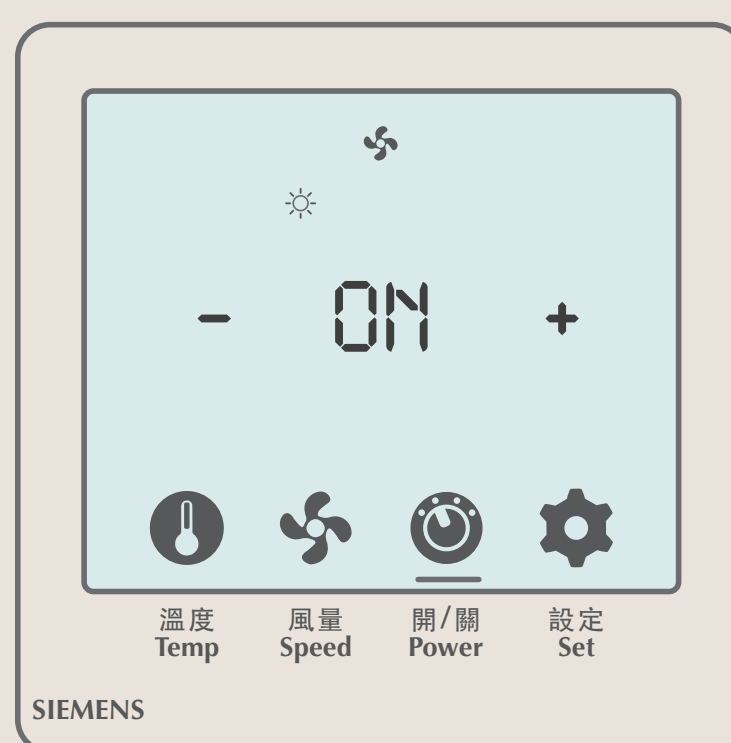 - ON +
溫度 風量 開/關 設定
Temp Speed Power Set
SIEMENS